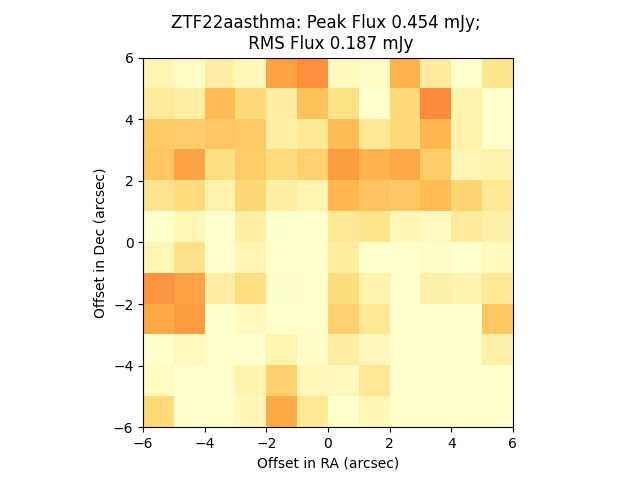 ZTF22aasthma: Peak Flux 0.454 mJy;
RMS Flux 0.187 mJy
6
4
2
0
−2
−4
−6
Offset in Dec (arcsec)
−6 −4 −2 0 2 4 6
Offset in RA (arcsec)